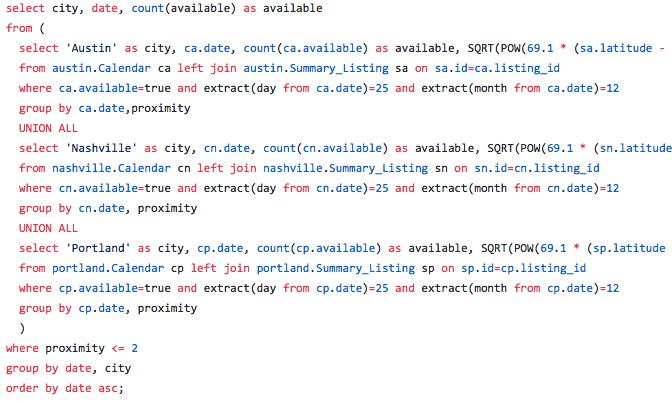 select city, date, count(available) as available
from (
select 'Austin' as city, ca.date, count(ca.available) as available, SQRT(POW(69.1 * (sa.latitude -
from austin.Calendar ca left join austin.Summary_Listing sa on sa.id=ca.listing_id
where ca.available=true and extract(day from ca.date)=25 and extract(month from ca.date)=12
group by ca.date,proximity
UNION ALL
select 'Nashville' as city, cn.date, count(cn.available) as available, SQRT(POW(69.1 * (sn.latitude
from nashville.Calendar cn left join nashville.Summary_Listing sn on sn.id=cn.listing_id
where cn.available=true and extract(day from cn.date)=25 and extract(month from cn.date)=12
group by cn.date, proximity
UNION ALL
select 'Portland' as city, cp.date, count(cp.available) as available, SQRT(POW(69.1 * (sp.latitude
from portland.Calendar cp left join portland.Summary_Listing sp on sp.id=cp.listing_id
where cp.available=true and extract(day from cp.date)=25 and extract(month from cp.date)=12
group by cp.date, proximity
)
where proximity <= 2
group by date, city
order by date asc;